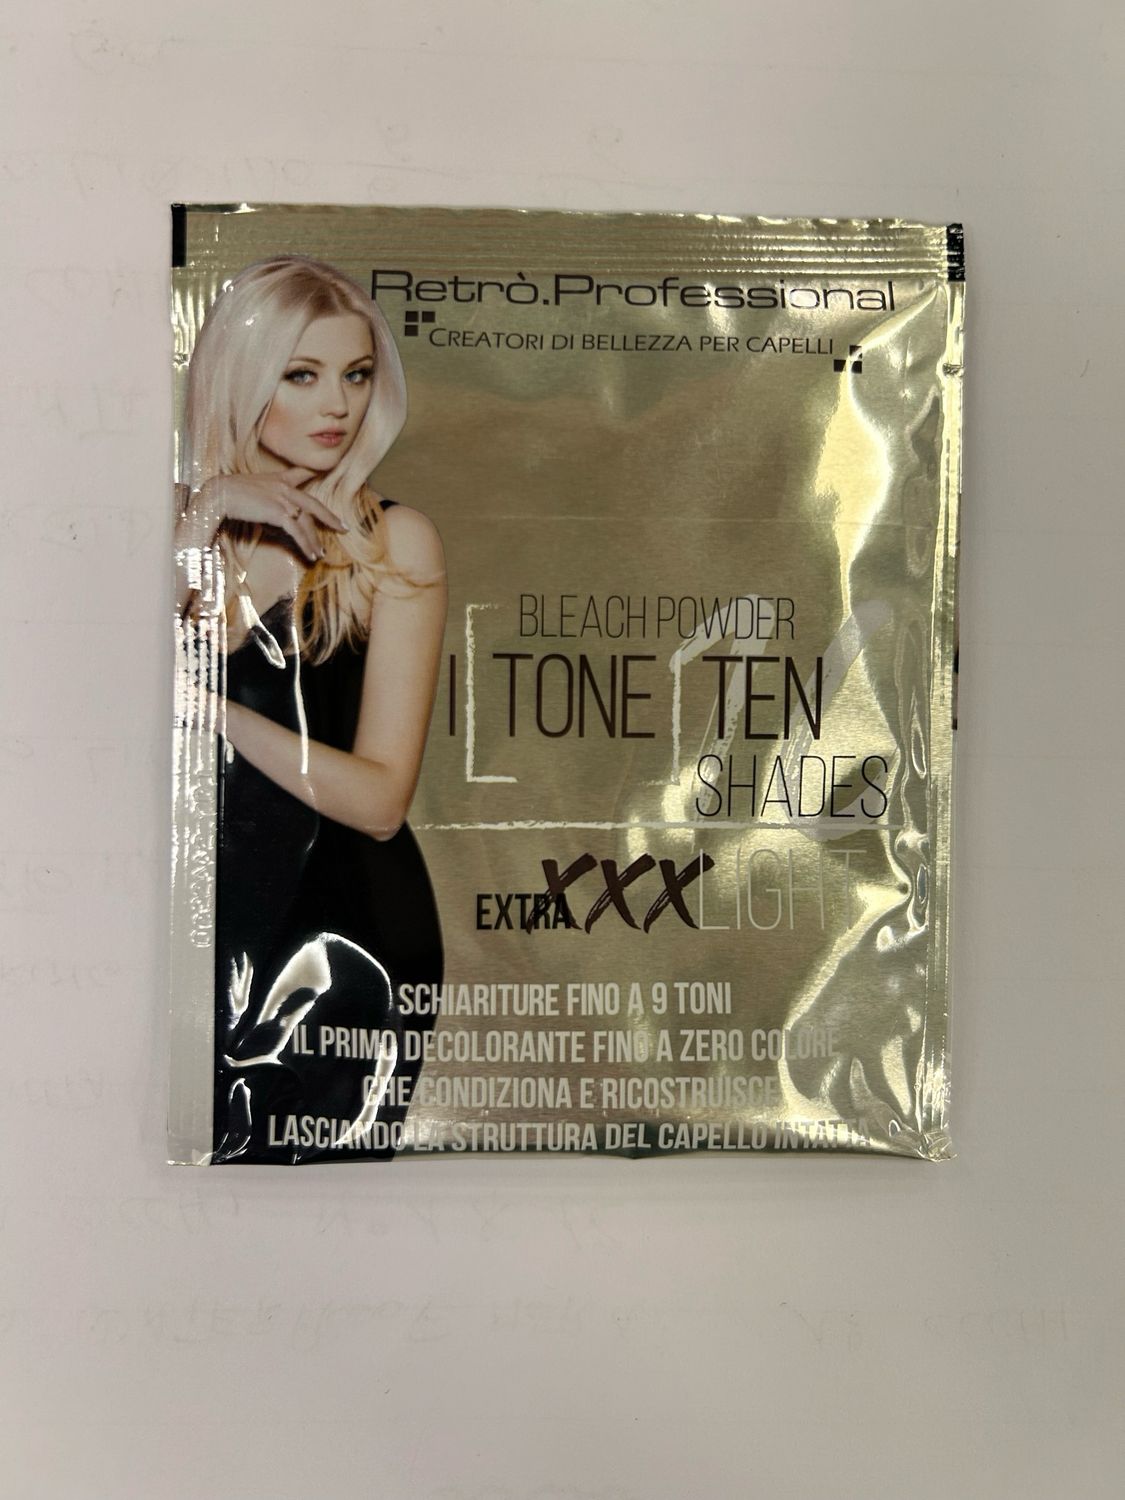 Retrò.Professional
CREATORI DI BELLEZZA PER CAPELLI
BLEACH POWDER
I TONE TEN
SHADES
EXTRA XXX LIGHT
SCHIARITURE FINO A 9 TONI
IL PRIMO DECOLORANTE FINO A ZERO COLORE
CHE CONDIZIONA E RICOSTRUISCE
LASCIANDO LA STRUTTURA DEL CAPELLO INTATTA